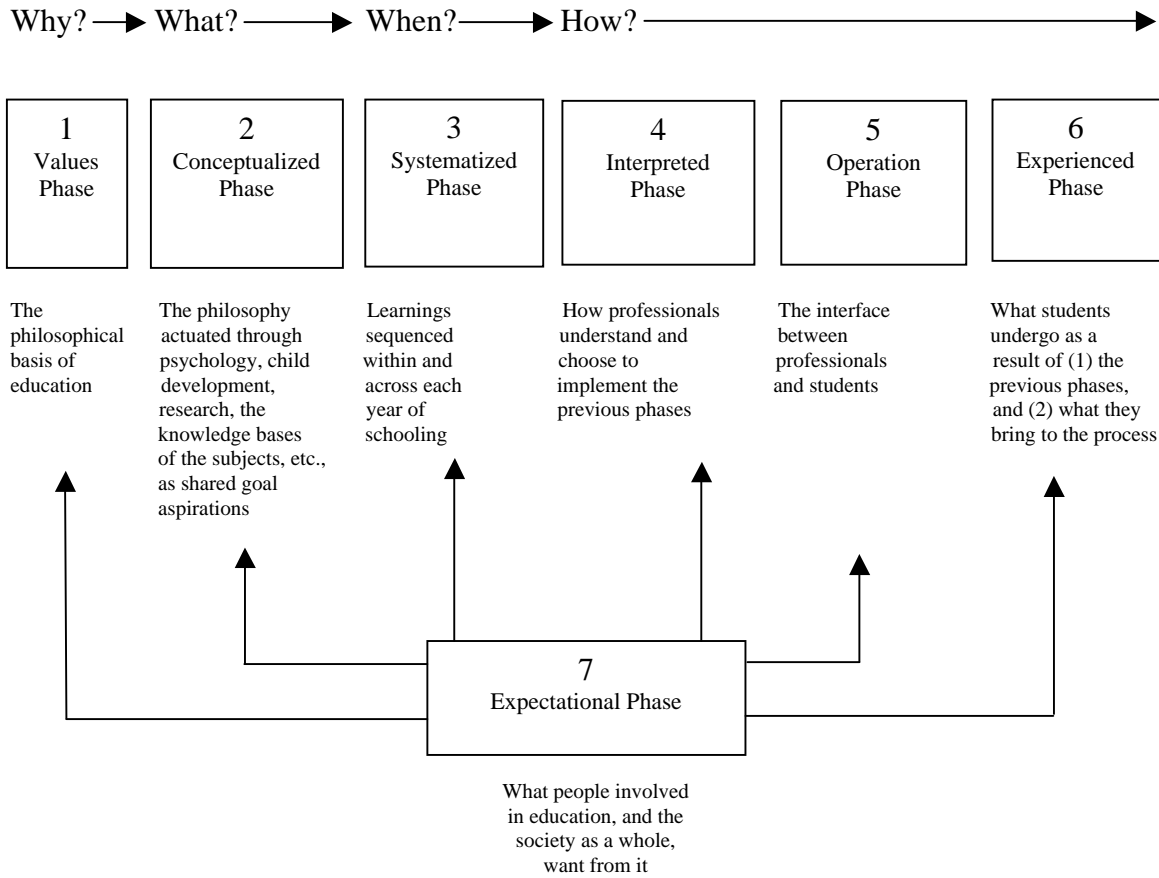 Why? What? When? How?
1
Values
Phase
2
Conceptualized
Phase
3
Systematized
Phase
4
Interpreted
Phase
5
Operation
Phase
6
Experienced
Phase
The
philosophical
basis of
education
The philosophy
actuated through
psychology, child
development,
research, the
knowledge bases
of the subjects, etc.,
as shared goal
aspirations
Learnings
sequenced
within and
across each
year of
schooling
How professionals
understand and
choose to
implement the
previous phases
The interface
between
professionals
and students
What students
undergo as a
result of (1) the
previous phases,
and (2) what they
bring to the process
7
Expectational Phase
What people involved
in education, and the
society as a whole,
want from it